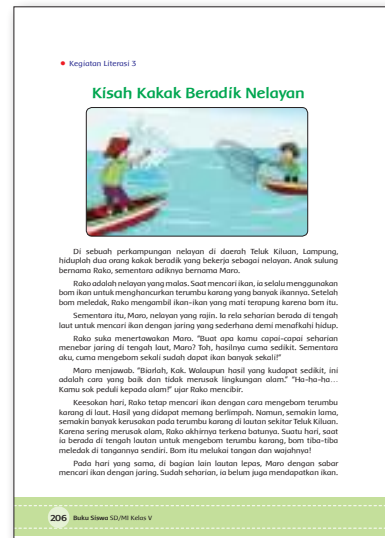 Kegiatan Literasi 3
Kisah Kakak Beradik Nelayan
Di sebuah perkampungan nelayan di daerah Teluk Kiluan, Lampung,
hiduplah dua orang kakak beradik yang bekerja sebagai nelayan. Anak sulung
bernama Rako, sementara adiknya bernama Maro.
Rako adalah nelayan yang malas. Saat mencari ikan, ia selalu menggunakan
bom ikan untuk menghancurkan terumbu karang yang banyak ikannya. Setelah
bom meledak, Rako mengambil ikan-ikan yang mati terapung karena bom itu.
Sementara itu, Maro, nelayan yang rajin. Ia rela seharian berada di tengah
laut untuk mencari ikan dengan jaring yang sederhana demi menafkahi hidup.
Rako suka menertawakan Maro. “Buat apa kamu capai-capai seharian
menebar jaring di tengah laut, Maro? Toh, hasilnya cuma sedikit. Sementara
aku, cuma mengebom sekali sudah dapat ikan banyak sekali!”
Maro menjawab. “Biarlah, Kak. Walaupun hasil yang kudapat sedikit, ini
adalah cara yang baik dan tidak merusak lingkungan alam.” “Ha-ha-ha...
Kamu sok peduli kepada alam!” ujar Rako mencibir.
Keesokan hari, Rako tetap mencari ikan dengan cara mengebom terumbu
karang di laut. Hasil yang didapat memang berlimpah. Namun, semakin lama,
semakin banyak kerusakan pada terumbu karang di lautan sekitar Teluk Kiluan.
Karena sering merusak alam, Rako akhirnya terkena batunya. Suatu hari, saat
ia berada di tengah lautan untuk mengebom terumbu karang, bom tiba-tiba
meledak di tangannya sendiri. Bom itu melukai tangan dan wajahnya!
Pada hari yang sama, di bagian lain lautan lepas, Maro dengan sabar
mencari ikan dengan jaring. Sudah seharian, ia belum juga mendapatkan ikan.
206 Buku Siswa SD/MI Kelas V